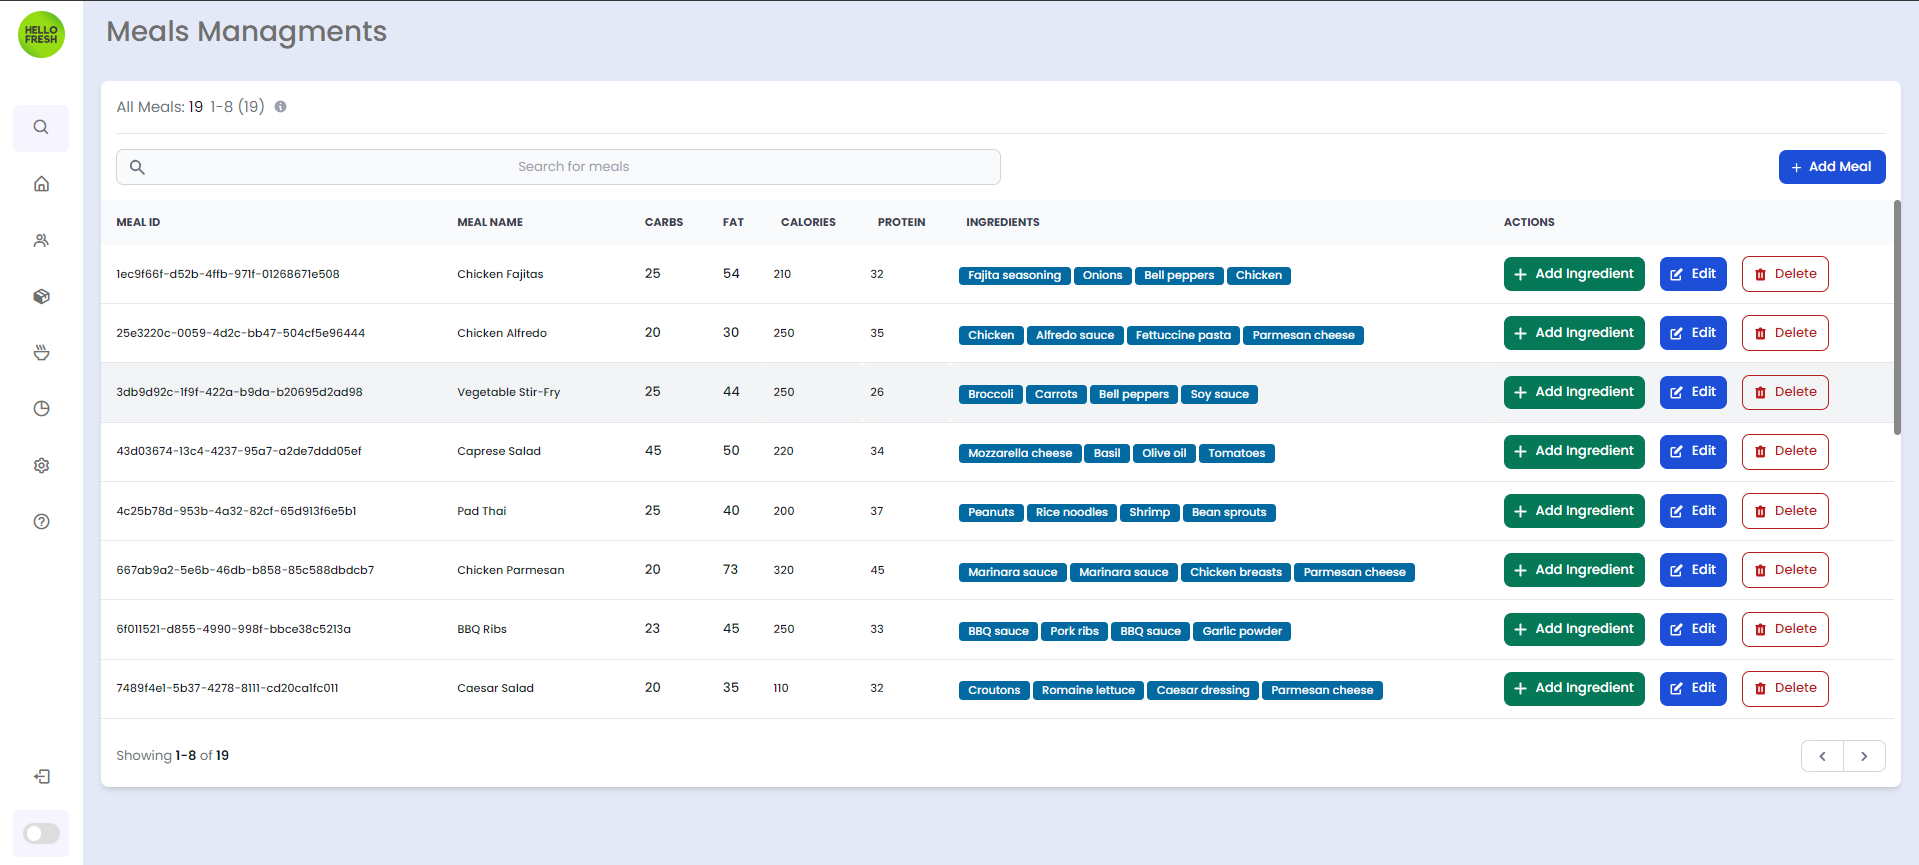 HELLO
FRESH
Meals Managments
All Meals: 19 1-8 (19)
Search for meals
+ Add Meal
MEAL ID MEAL NAME CARBS FAT CALORIES PROTEIN INGREDIENTS ACTIONS
1ec9f66f-d52b-4ffb-971f-01268671e508 Chicken Fajitas 25 54 210 32 Fajita seasoning Onions Bell peppers Chicken + Add Ingredient Edit Delete
25e3220c-0059-4d2c-bb47-504cf5e96444 Chicken Alfredo 20 30 250 35 Chicken Alfredo sauce Fettuccine pasta Parmesan cheese + Add Ingredient Edit Delete
3db9d92c-1f9f-422a-b9da-b20695d2ad98 Vegetable Stir-Fry 25 44 250 26 Broccoli Carrots Bell peppers Soy sauce + Add Ingredient Edit Delete
43d03674-13c4-4237-95a7-a2de7ddd05ef Caprese Salad 45 50 220 34 Mozzarella cheese Basil Olive oil Tomatoes + Add Ingredient Edit Delete
4c25b78d-953b-4a32-82cf-65d913f6e5b1 Pad Thai 25 40 200 37 Peanuts Rice noodles Shrimp Bean sprouts + Add Ingredient Edit Delete
667ab9a2-5e6b-46db-b858-85c588dbdcb7 Chicken Parmesan 20 73 320 45 Marinara sauce Marinara sauce Chicken breasts Parmesan cheese + Add Ingredient Edit Delete
6f011521-d855-4990-998f-bbce38c5213a BBQ Ribs 23 45 250 33 BBQ sauce Pork ribs BBQ sauce Garlic powder + Add Ingredient Edit Delete
7489f4e1-5b37-4278-8111-cd20ca1fc011 Caesar Salad 20 35 110 32 Croutons Romaine lettuce Caesar dressing Parmesan cheese + Add Ingredient Edit Delete
Showing 1-8 of 19